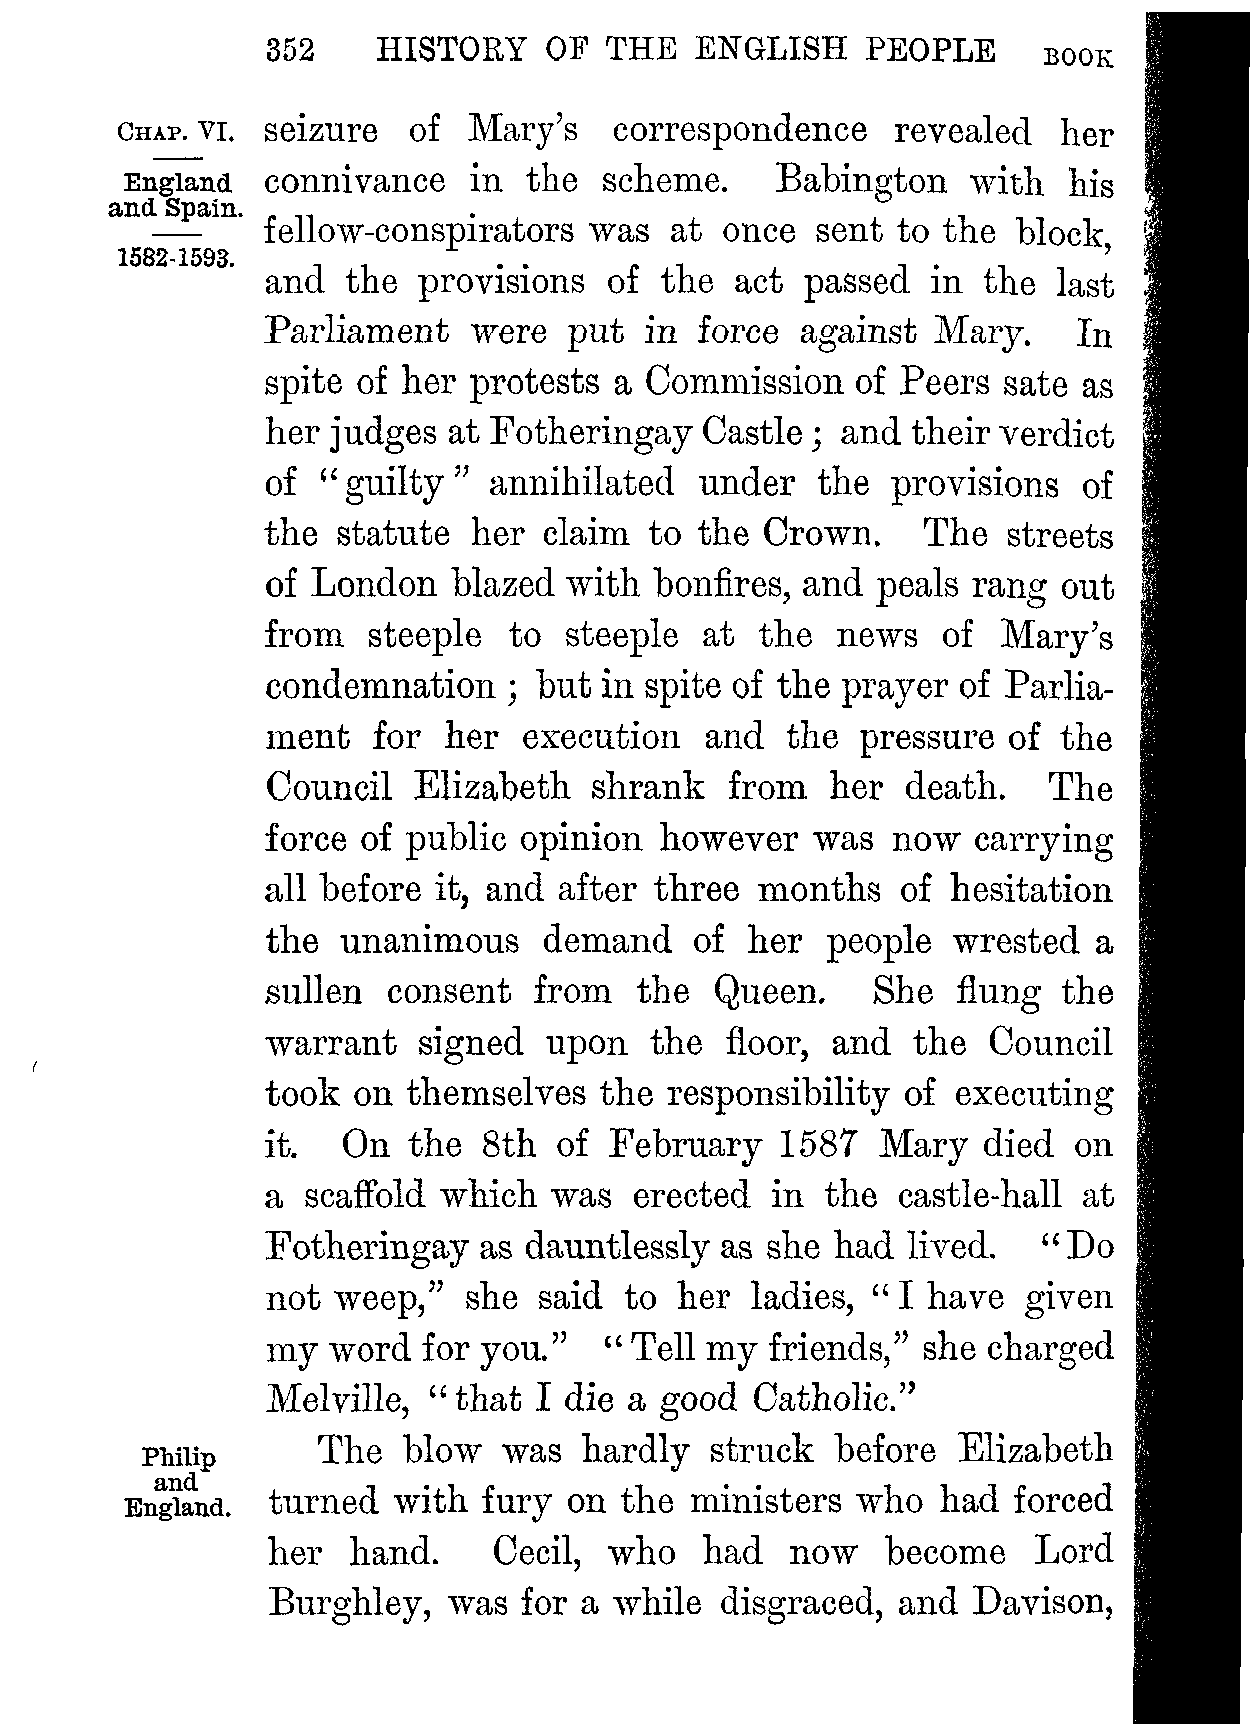 352 HISTORY OF THE ENGLISH PEOPLE BOOK
CHAP. VI.
England
and Spain.
1582-1593.
seizure of Mary's correspondence revealed her
connivance in the scheme. Babington with his
fellow-conspirators was at once sent to the block,
and the provisions of the act passed in the last
Parliament were put in force against Mary. In
spite of her protests a Commission of Peers sate as
her judges at Fotheringay Castle; and their verdict
of "guilty" annihilated under the provisions of
the statute her claim to the Crown. The streets
of London blazed with bonfires, and peals rang out
from steeple to steeple at the news of Mary's
condemnation; but in spite of the prayer of Parlia-
ment for her execution and the pressure of the
Council Elizabeth shrank from her death. The
force of public opinion however was now carrying
all before it, and after three months of hesitation
the unanimous demand of her people wrested a
sullen consent from the Queen. She flung the
warrant signed upon the floor, and the Council
took on themselves the responsibility of executing
it. On the 8th of February 1587 Mary died on
a scaffold which was erected in the castle-hall at
Fotheringay as dauntlessly as she had lived. "Do
not weep," she said to her ladies, "I have given
my word for you." "Tell my friends," she charged
Melville, "that I die a good Catholic."
Philip
and
England.
The blow was hardly struck before Elizabeth
turned with fury on the ministers who had forced
her hand. Cecil, who had now become Lord
Burghley, was for a while disgraced, and Davison,